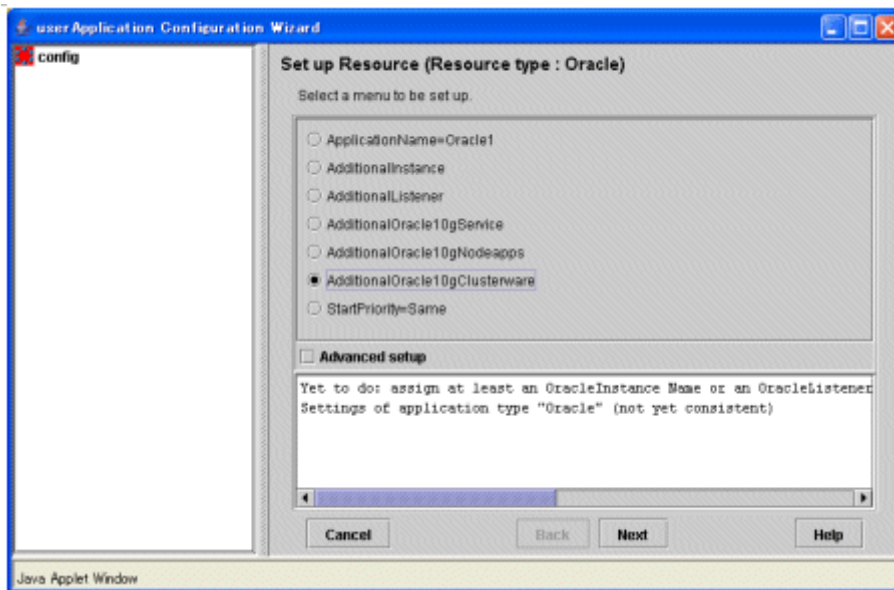 userApplication Configuration Wizard
config
Set up Resource (Resource type : Oracle)
Select a menu to be set up.
ApplicationName=Oracle1
AdditionalInstance
AdditionalListener
AdditionalOracle10gService
AdditionalOracle10gNodeapps
AdditionalOracle10gClusterware
StartPriority=Same
Advanced setup
Yet to do: assign at least an OracleInstance Name or an OracleListener
Settings of application type "Oracle" (not yet consistent)
Cancel Back Next Help
Java Applet Window